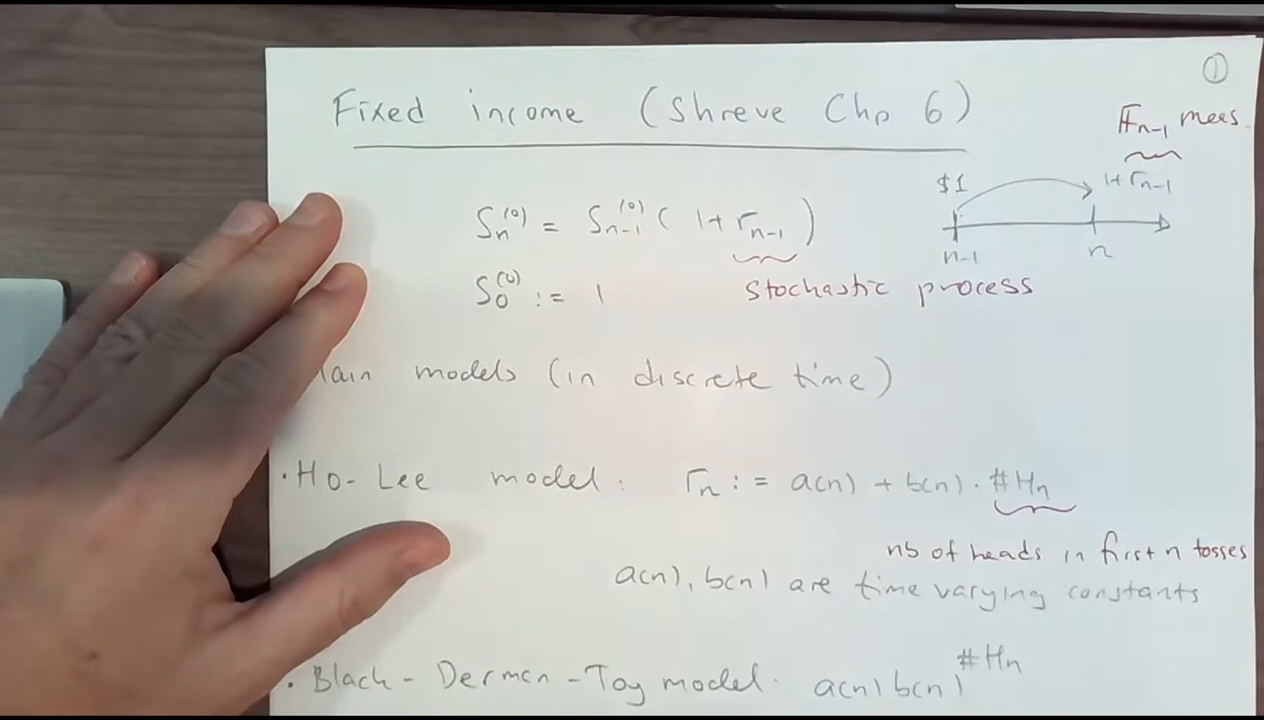 ①
Fixed income (Shreve Chp 6)
F_{n-1} meas.
$1
1+r_{n-1}
n-1
n
S_n^{(0)} = S_{n-1}^{(0)} ( 1+ r_{n-1} )
S_0^{(0)} := 1
stochastic process
models (in discrete time)
· Ho-Lee model: r_n := a(n) + b(n) · #H_n
nb of heads in first n tosses
a(n), b(n) are time varying constants
· Black-Derman-Toy model. a(n) b(n)^{#H_n}